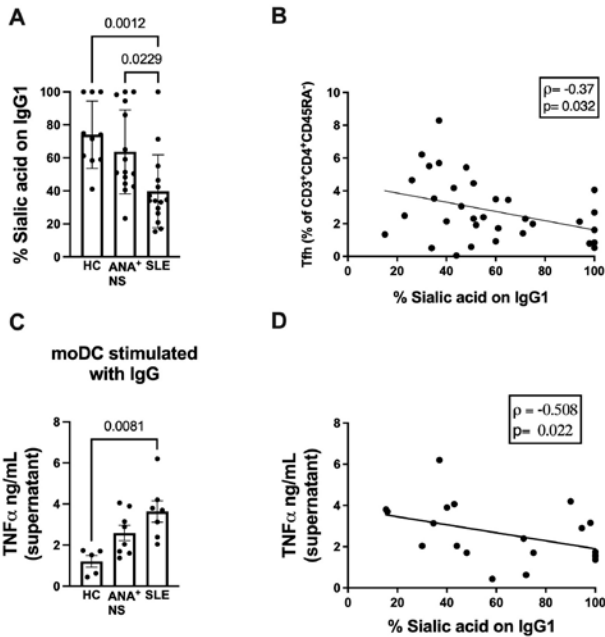 A
0.0012
0.0229
100
80
60
40
20
0
% Sialic acid on IgG1
HC ANA+ SLE
NS
B
ρ= -0.37
p= 0.032
10
8
6
4
2
0
Tfh (% of CD3+CD4+CD45RA-)
0 20 40 60 80 100
% Sialic acid on IgG1
C
moDC stimulated
with IgG
0.0081
8
6
4
2
0
TNFα ng/mL
(supernatant)
HC ANA+ SLE
NS
D
ρ = -0.508
p= 0.022
8
6
4
2
0
TNFα ng/mL
(supernatant)
0 20 40 60 80 100
% Sialic acid on IgG1